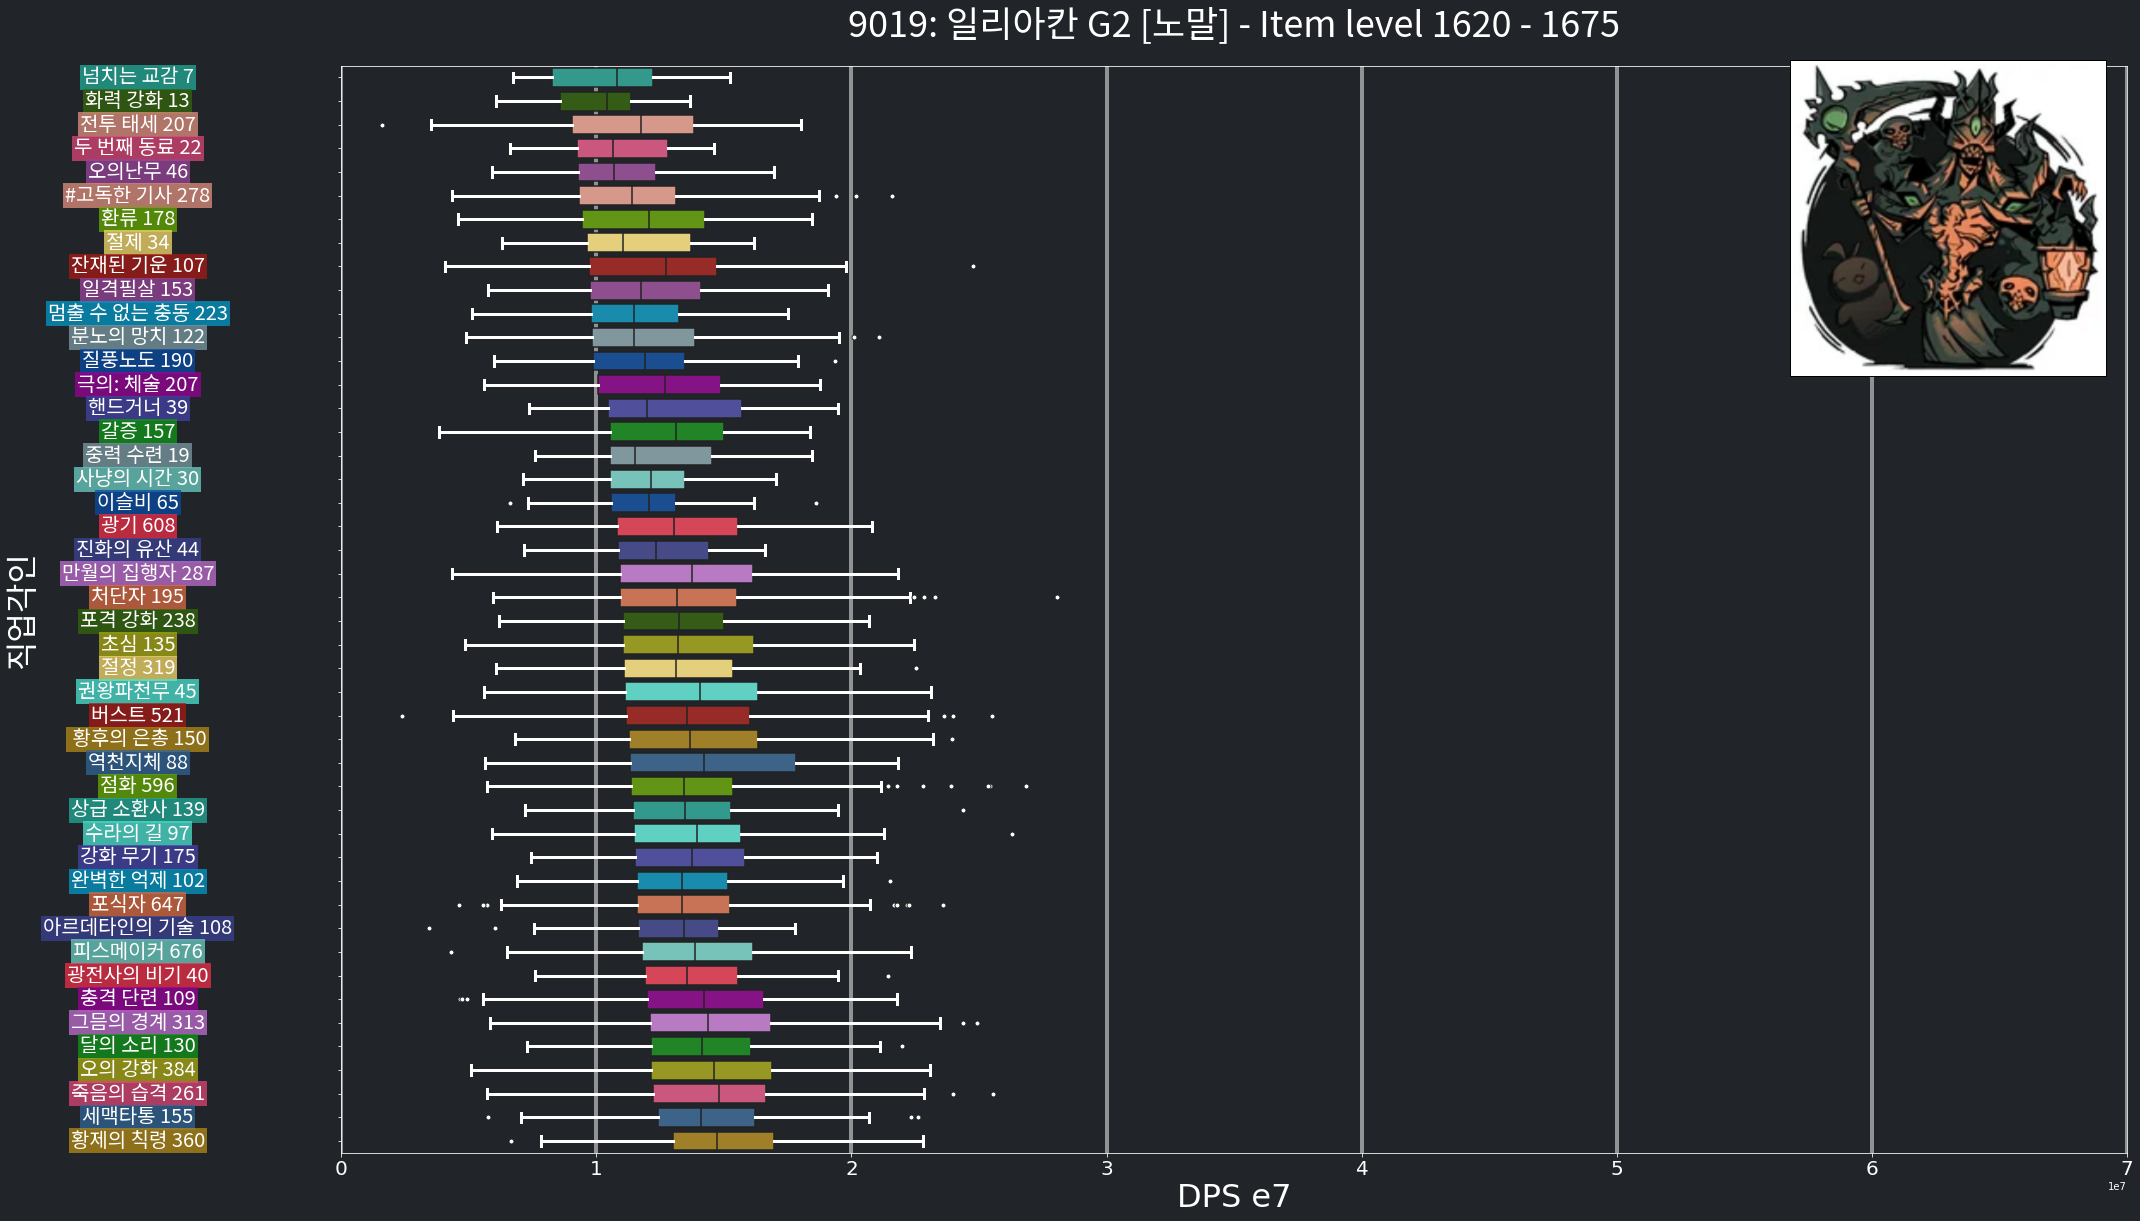 9019: 일리아칸 G2 [노말] - Item level 1620 - 1675
넘치는 교감 7
화력 강화 13
전투 태세 207
두 번째 동료 22
오의난무 46
#고독한 기사 278
환류 178
절제 34
잔재된 기운 107
일격필살 153
멈출 수 없는 충동 223
분노의 망치 122
질풍노도 190
극의: 체술 207
핸드거너 39
갈증 157
중력 수련 19
사냥의 시간 30
이슬비 65
광기 608
진화의 유산 44
만월의 집행자 287
처단자 195
포격 강화 238
초심 135
절정 319
권왕파천무 45
버스트 521
황후의 은총 150
역천지체 88
점화 596
상급 소환사 139
수라의 길 97
강화 무기 175
완벽한 억제 102
포식자 647
아르데타인의 기술 108
피스메이커 676
광전사의 비기 40
충격 단련 109
그믐의 경계 313
달의 소리 130
오의 강화 384
죽음의 습격 261
세맥타통 155
황제의 칙령 360
직업각인
0 1 2 3 4 5 6 7
1e7
DPS e7